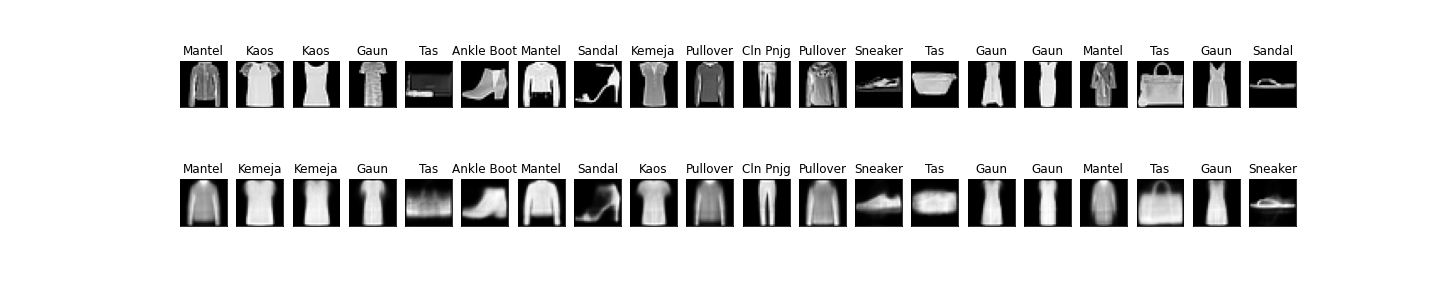 Mantel Kaos Kaos Gaun Tas Ankle Boot Mantel Sandal Kemeja Pullover Cln Pnjg Pullover Sneaker Tas Gaun Gaun Mantel Tas Gaun Sandal
Mantel Kemeja Kemeja Gaun Tas Ankle Boot Mantel Sandal Kaos Pullover Cln Pnjg Pullover Sneaker Tas Gaun Gaun Mantel Tas Gaun Sneaker